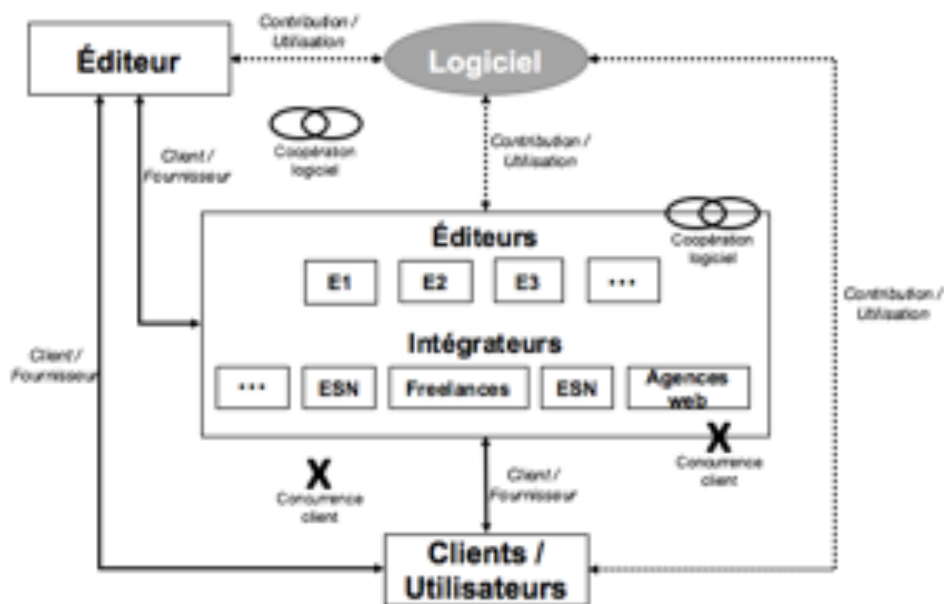 Contribution /
Utilisation
Éditeur
Logiciel
Coopération
logiciel
Client /
Fournisseur
Contribution /
Utilisation
Éditeurs
Coopération
logiciel
E1
E2
E3
...
Contribution /
Utilisation
Intégrateurs
Client /
Fournisseur
...
ESN
Freelances
ESN
Agences
web
X
Concurrence
client
X
Concurrence
client
Client /
Fournisseur
Clients /
Utilisateurs